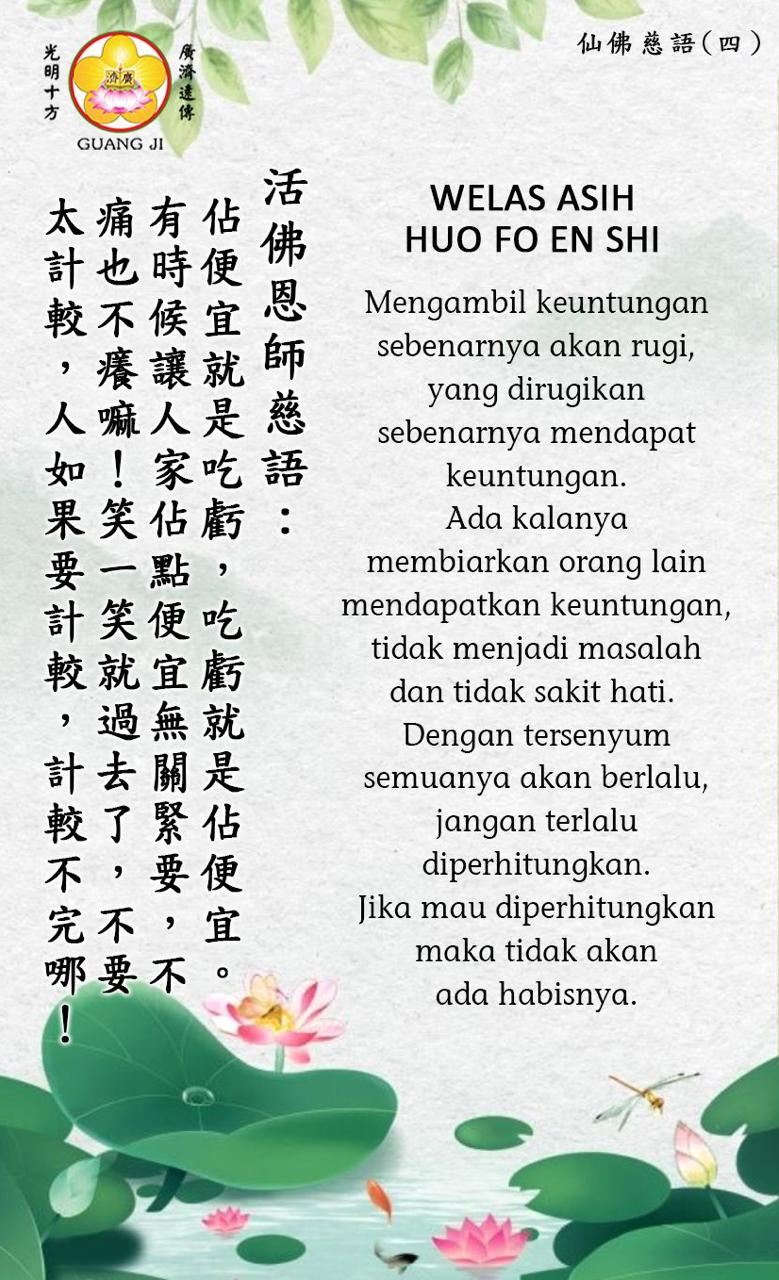 仙佛慈語(四)
光明十方
廣濟
廣濟遠傳
GUANG JI
活佛恩師慈語：
佔便宜就是吃虧，吃虧就是佔便宜。
有時候讓人家佔點便宜無關緊要，不
痛也不癢嘛！笑一笑就過去了，不要
太計較，人如果要計較，計較不完哪！
WELAS ASIH
HUO FO EN SHI
Mengambil keuntungan
sebenarnya akan rugi,
yang dirugikan
sebenarnya mendapat
keuntungan.
Ada kalanya
membiarkan orang lain
mendapatkan keuntungan,
tidak menjadi masalah
dan tidak sakit hati.
Dengan tersenyum
semuanya akan berlalu,
jangan terlalu
diperhitungkan.
Jika mau diperhitungkan
maka tidak akan
ada habisnya.